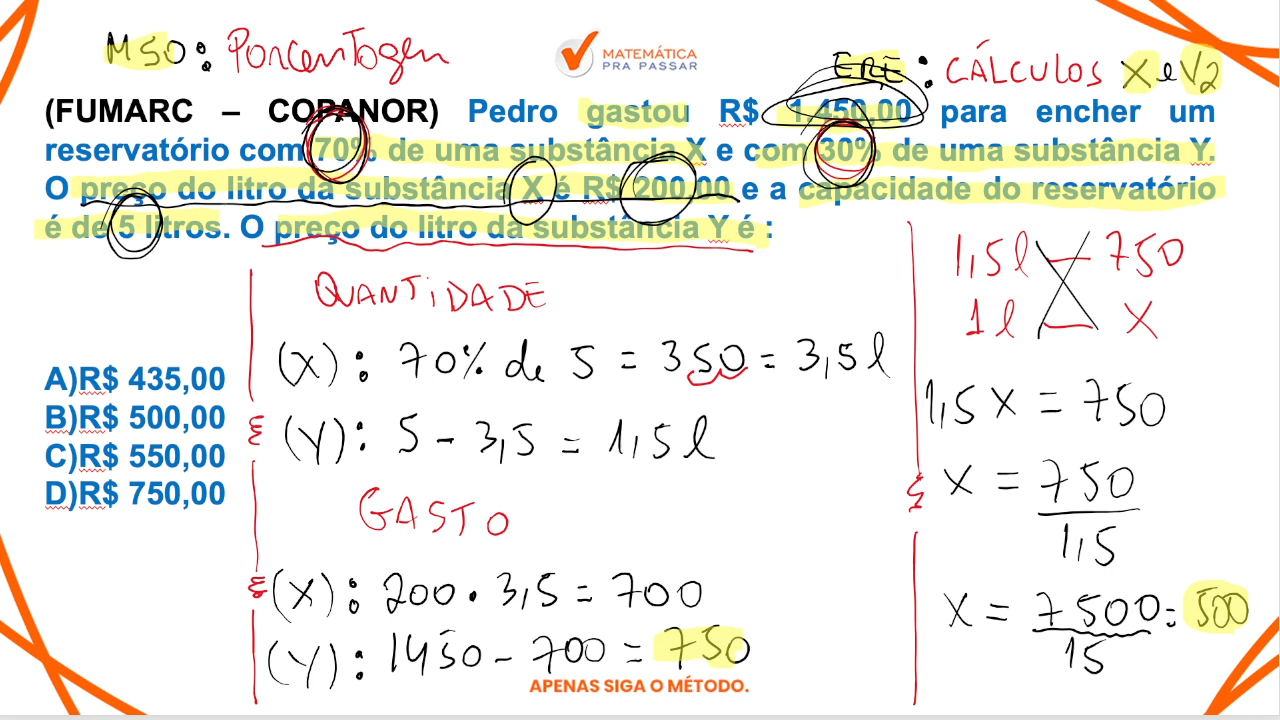 MSO: Porcentagem
MATEMÁTICA
PRA PASSAR
ERE: CÁLCULOS X e V2
(FUMARC – COPANOR) Pedro gastou R$ 1.450,00 para encher um
reservatório com 70% de uma substância X e com 30% de uma substância Y.
O preço do litro da substância X é R$ 200,00 e a capacidade do reservatório
é de 5 litros. O preço do litro da substância Y é :
A)R$ 435,00
B)R$ 500,00
C)R$ 550,00
D)R$ 750,00
QUANTIDADE
(X): 70% de 5 = 350 = 3,5 l
(Y): 5 - 3,5 = 1,5 l
GASTO
(X): 200 . 3,5 = 700
(Y): 1450 - 700 = 750
1,5 l 750
1 l X
1,5 X = 750
X = 750
1,5
X = 7500 = 500
15
APENAS SIGA O MÉTODO.